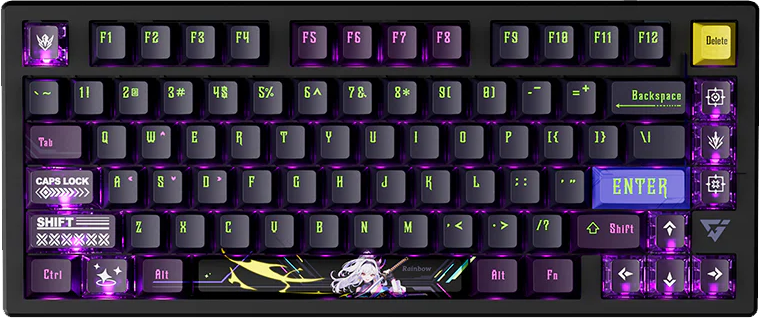 F1 F2 F3 F4 F5 F6 F7 F8 F9 F10 F11 F12 Delete
` ~ 1! 2@ 3# 4$ 5% 6^ 7& 8* 9( 0) -_ =+ Backspace
Tab Q W E R T Y U I O P [{ ]} \|
CAPS LOCK A S D F G H J K L ;: '" ENTER
SHIFT Z X C V B N M ,< .> /? Shift
Ctrl Alt Rainbow Alt Fn